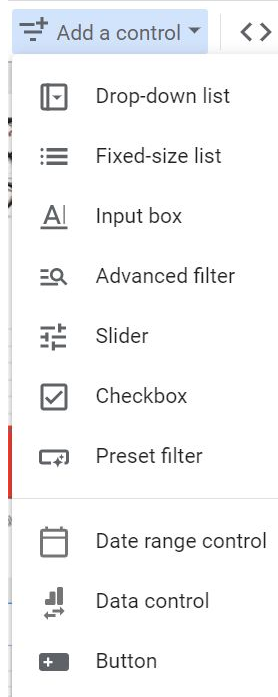 Add a control
Drop-down list
Fixed-size list
Input box
Advanced filter
Slider
Checkbox
Preset filter
Date range control
Data control
Button